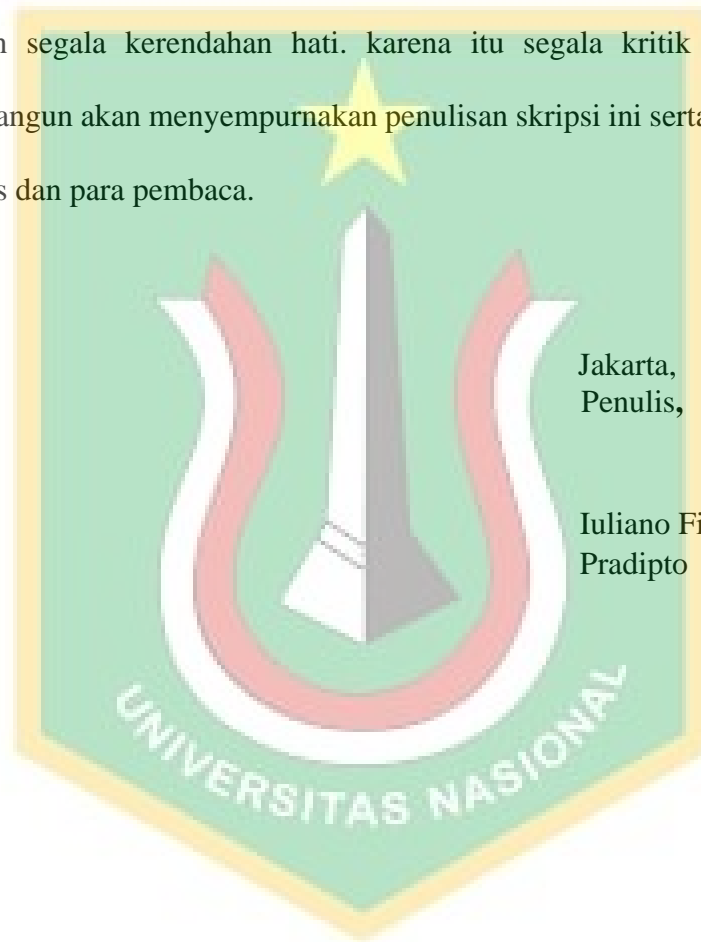 segala kerendahan hati. karena itu segala kritik
angun akan menyempurnakan penulisan skripsi ini serta
s dan para pembaca.
Jakarta,
Penulis,
Iuliano Fi
Pradipto
UNIVERSITAS NASIONAL